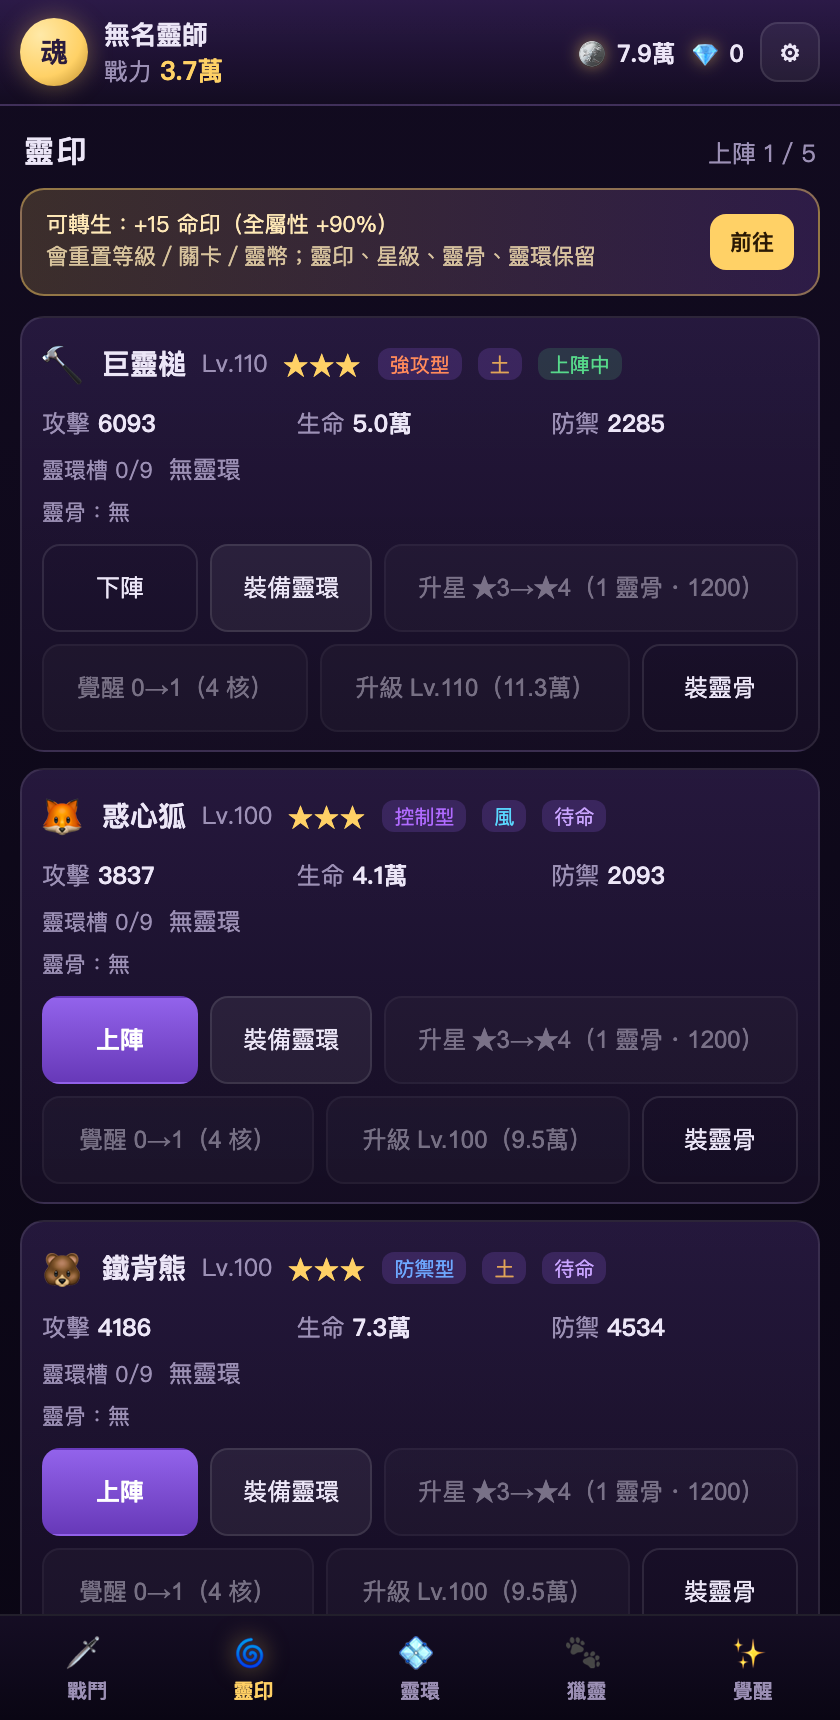 魂
無名靈師
戰力 3.7萬
7.9萬 0
靈印
上陣 1 / 5
可轉生：+15 命印（全屬性 +90%）
會重置等級 / 關卡 / 靈幣；靈印、星級、靈骨、靈環保留
前往
巨靈槌 Lv.110 ★★★ 強攻型 土 上陣中
攻擊 6093 生命 5.0萬 防禦 2285
靈環槽 0/9 無靈環
靈骨：無
下陣 裝備靈環 升星 ★3→★4（1 靈骨 · 1200）
覺醒 0→1（4 核） 升級 Lv.110（11.3萬） 裝靈骨
惑心狐 Lv.100 ★★★ 控制型 風 待命
攻擊 3837 生命 4.1萬 防禦 2093
靈環槽 0/9 無靈環
靈骨：無
上陣 裝備靈環 升星 ★3→★4（1 靈骨 · 1200）
覺醒 0→1（4 核） 升級 Lv.100（9.5萬） 裝靈骨
鐵背熊 Lv.100 ★★★ 防禦型 土 待命
攻擊 4186 生命 7.3萬 防禦 4534
靈環槽 0/9 無靈環
靈骨：無
上陣 裝備靈環 升星 ★3→★4（1 靈骨 · 1200）
覺醒 0→1（4 核） 升級 Lv.100（9.5萬） 裝靈骨
戰鬥 靈印 靈環 獵靈 覺醒